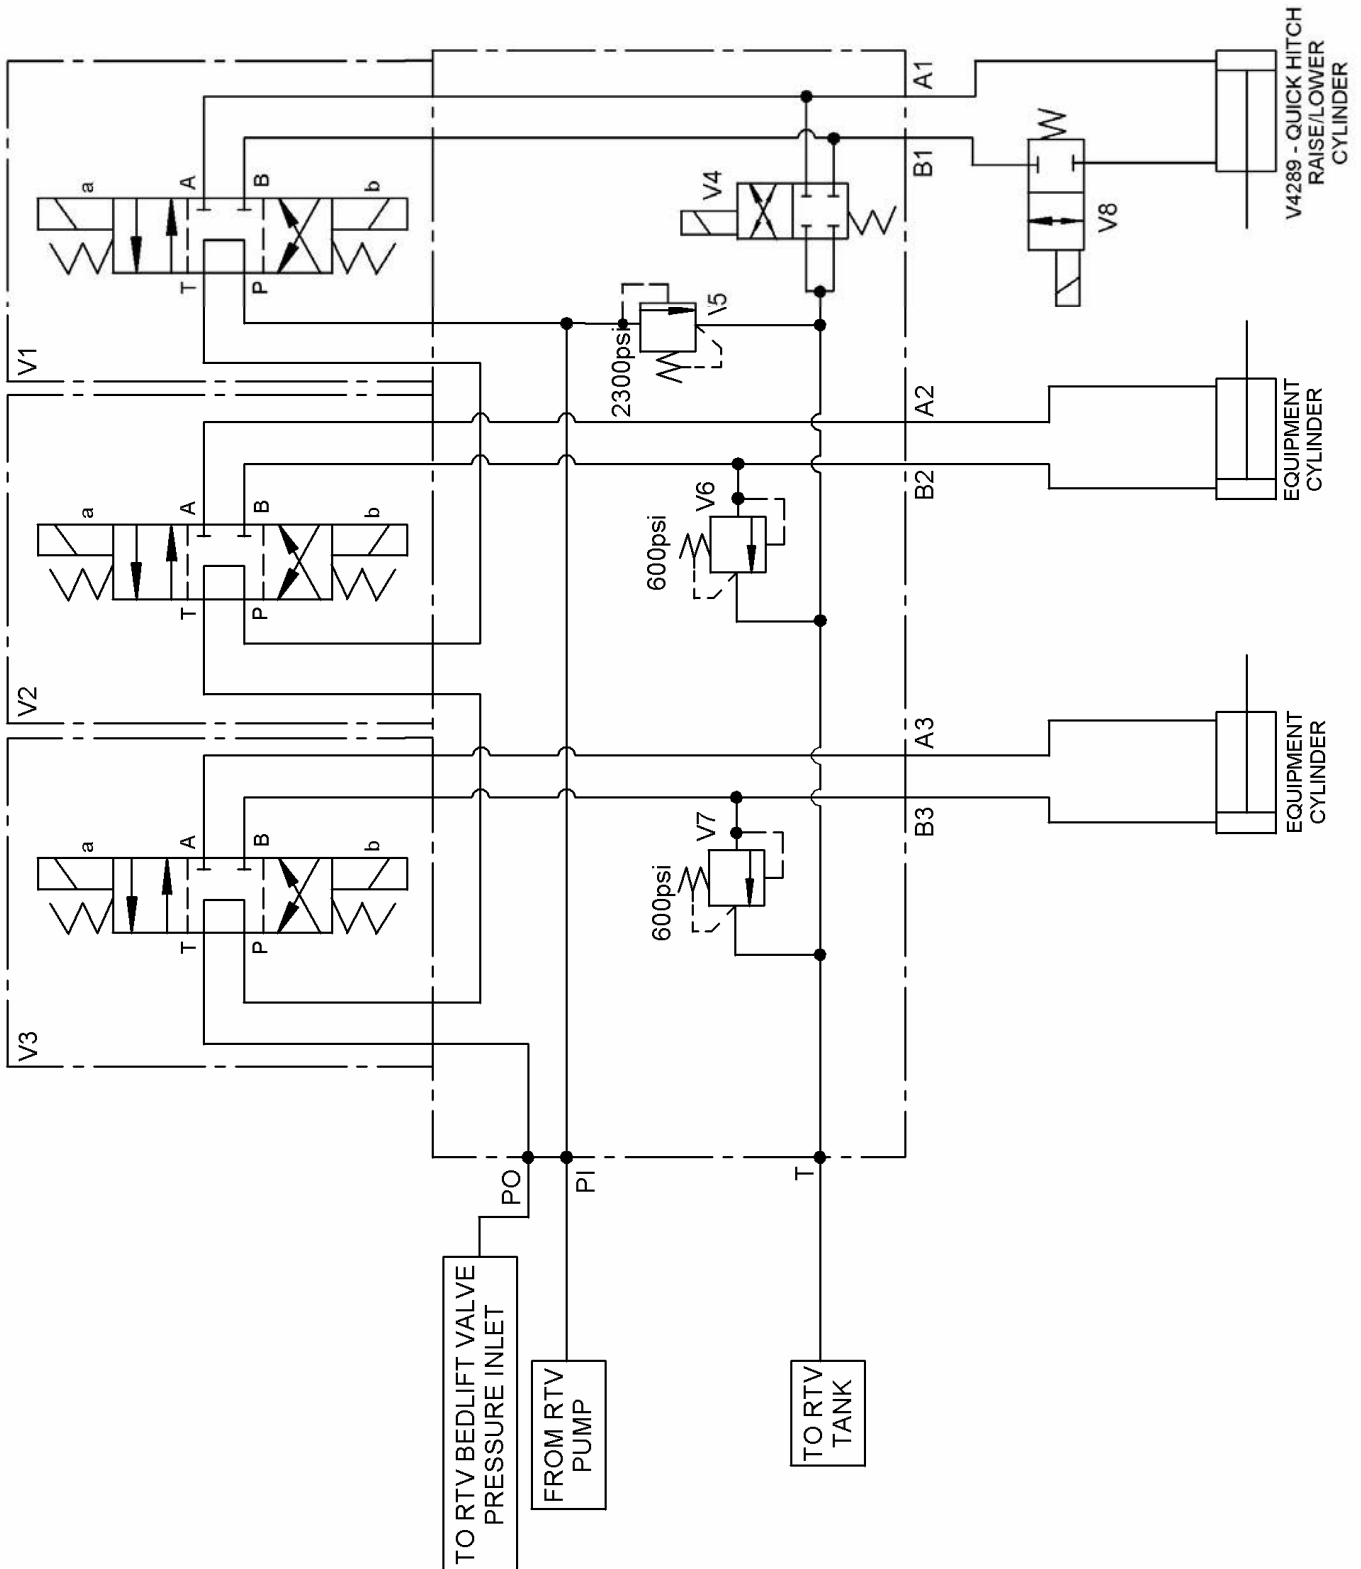 V4289 - QUICK HITCH
RAISE/LOWER
CYLINDER
A1
B1
V8
V4
V5
2300psi
a
A
B
b
T
P
V1
EQUIPMENT
CYLINDER
A2
B2
V6
600psi
a
A
B
b
T
P
V2
EQUIPMENT
CYLINDER
A3
B3
V7
600psi
a
A
B
b
T
P
V3
PO
PI
T
TO RTV BEDLIFT VALVE
PRESSURE INLET
FROM RTV
PUMP
TO RTV
TANK